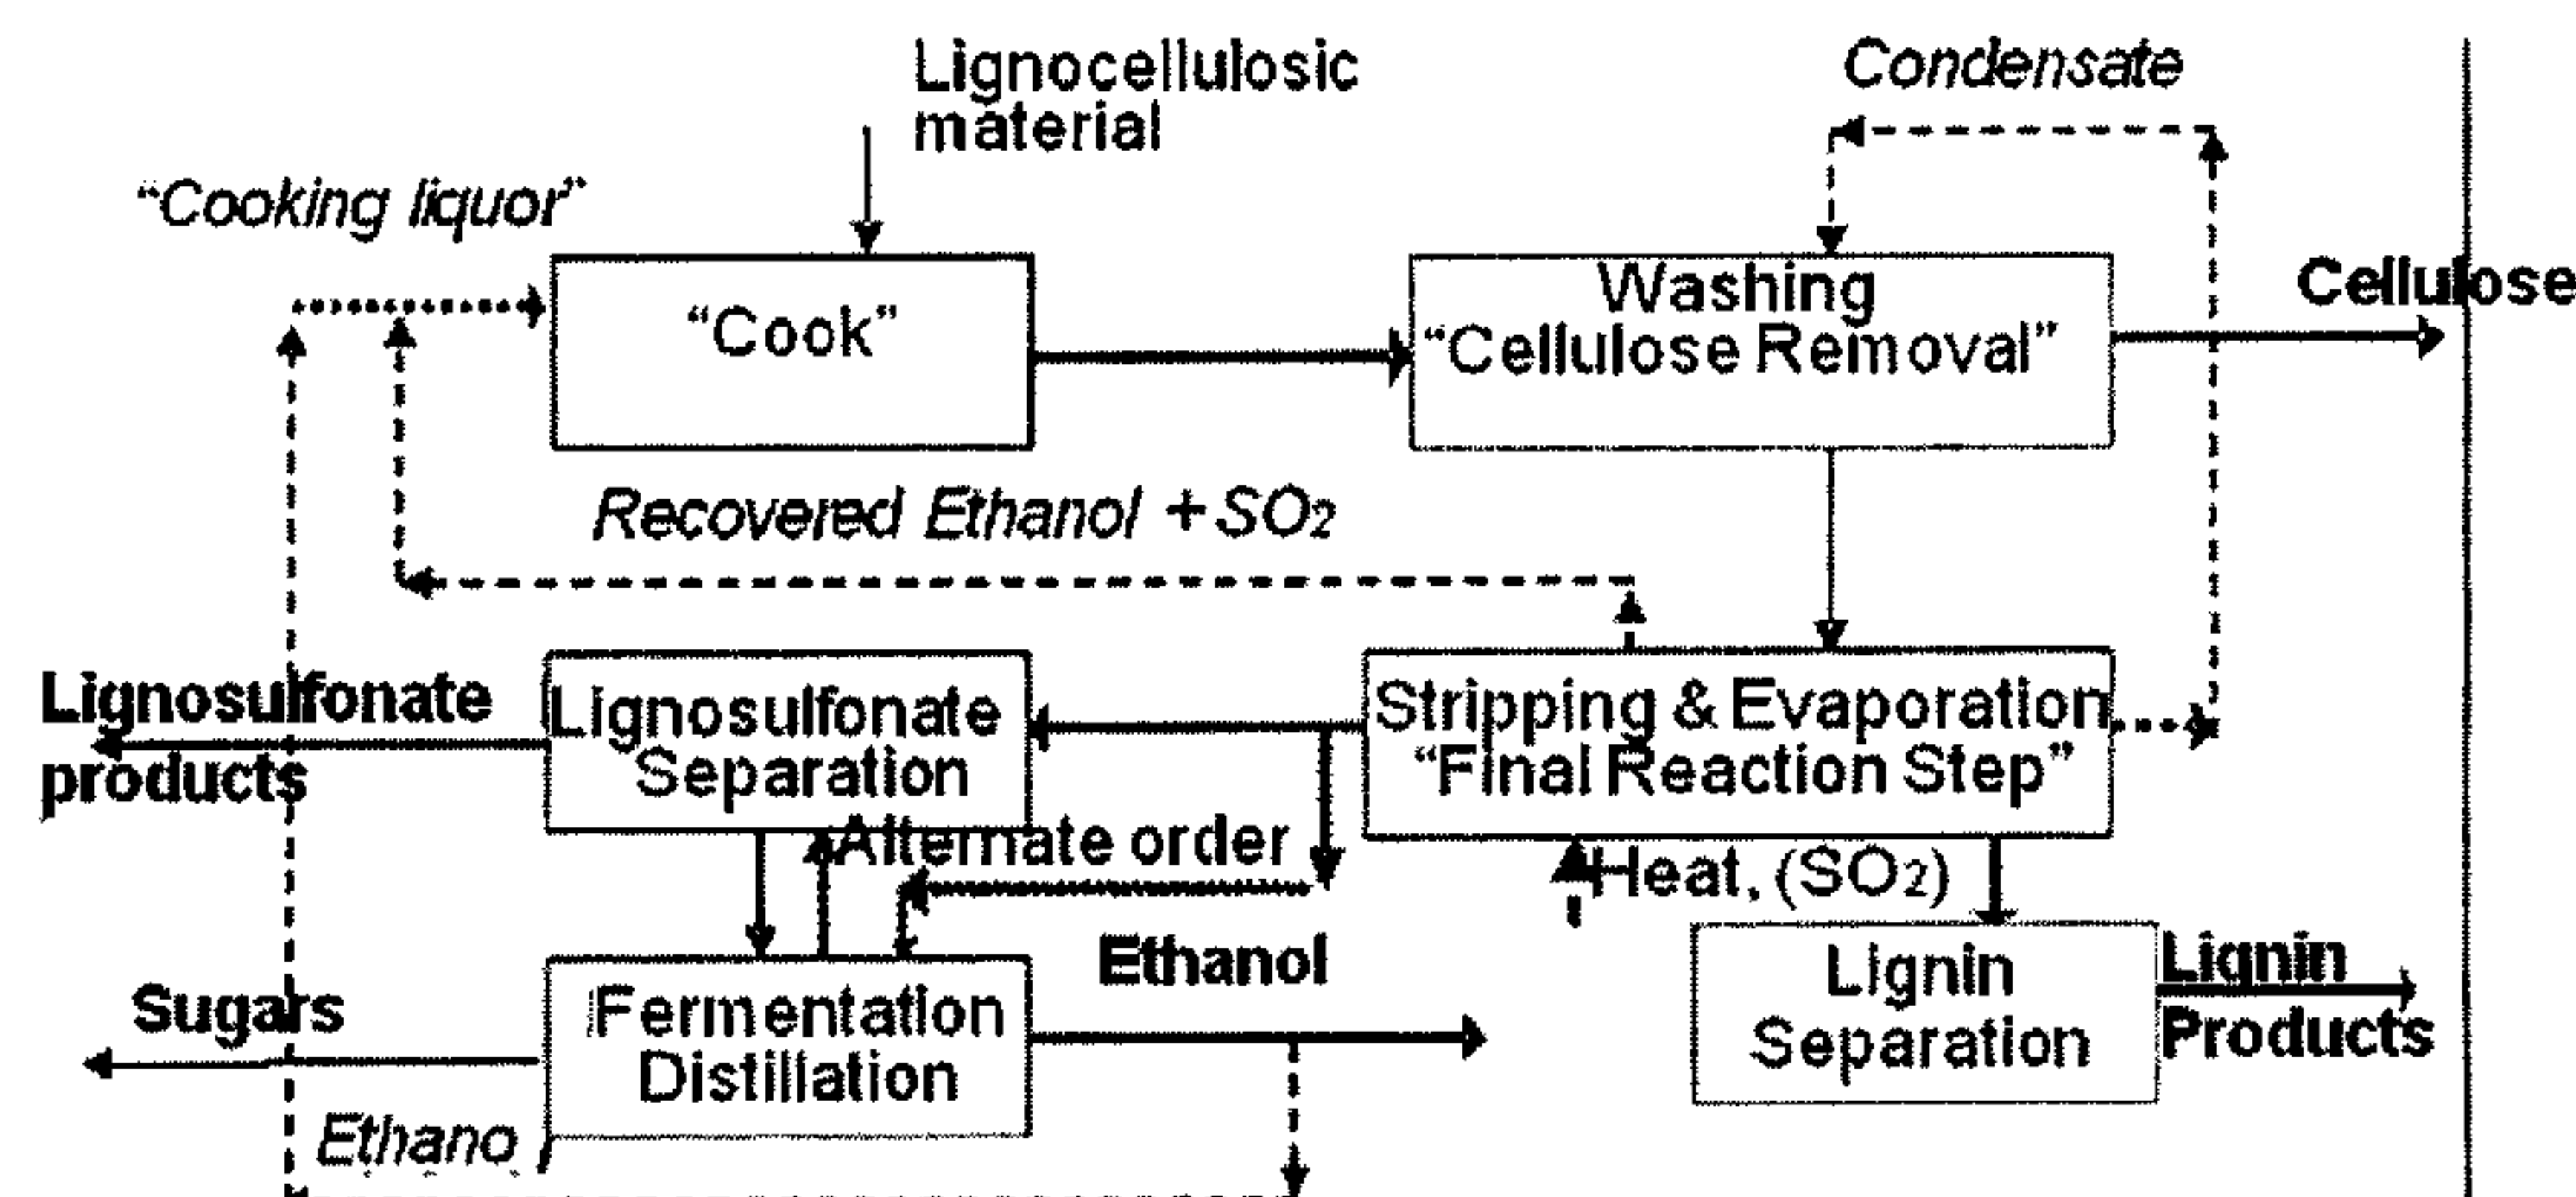 Lignocellulosic
material
Condensate
“Cooking liquor”
“Cook”
Washing
“Cellulose Removal”
Cellulose
Recovered Ethanol + SO2
Lignosulfonate
products
Lignosulfonate
Separation
Stripping & Evaporation
“Final Reaction Step”
Alternate order
Heat, (SO2)
Ethanol
Lignin
Separation
Lignin
Products
Sugars
Fermentation
Distillation
Ethano